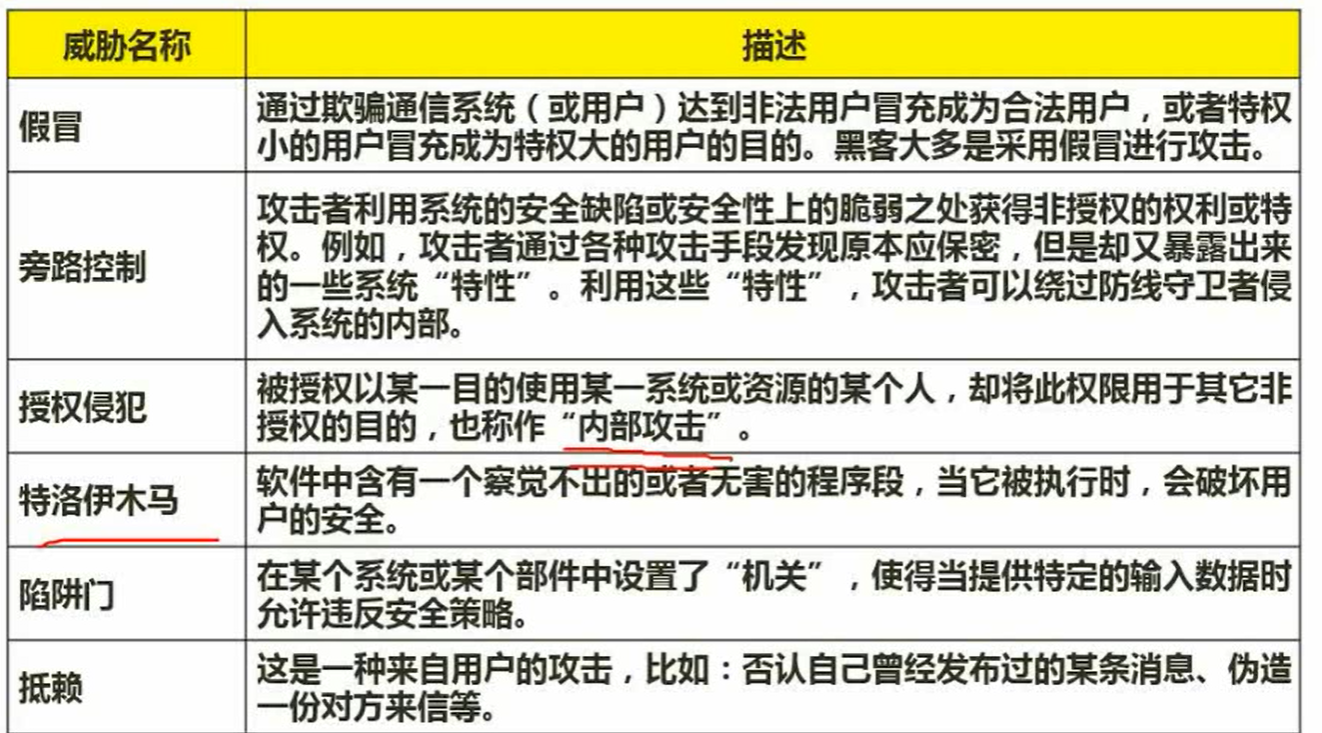 威胁名称
描述
假冒
通过欺骗通信系统（或用户）达到非法用户冒充成为合法用户，或者特权
小的用户冒充成为特权大的用户的目的。黑客大多是采用假冒进行攻击。
旁路控制
攻击者利用系统的安全缺陷或安全性上的脆弱之处获得非授权的权利或特
权。例如，攻击者通过各种攻击手段发现原本应保密，但是却又暴露出来
的一些系统“特性”。利用这些“特性”，攻击者可以绕过防线守卫者侵
入系统的内部。
授权侵犯
被授权以某一目的使用某一系统或资源的某个人，却将此权限用于其它非
授权的目的，也称作“内部攻击”。
特洛伊木马
软件中含有一个察觉不出的或者无害的程序段，当它被执行时，会破坏用
户的安全。
陷阱门
在某个系统或某个部件中设置了“机关”，使得当提供特定的输入数据时
允许违反安全策略。
抵赖
这是一种来自用户的攻击，比如：否认自己曾经发布过的某条消息、伪造
一份对方来信等。